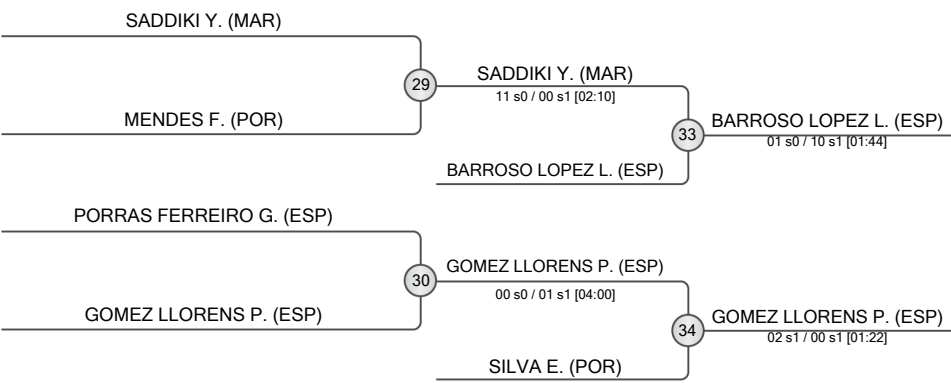 SADDIKI Y. (MAR)
29
SADDIKI Y. (MAR)
11 s0 / 00 s1 [02:10]
MENDES F. (POR)
33
BARROSO LOPEZ L. (ESP)
01 s0 / 10 s1 [01:44]
BARROSO LOPEZ L. (ESP)
PORRAS FERREIRO G. (ESP)
30
GOMEZ LLORENS P. (ESP)
00 s0 / 01 s1 [04:00]
GOMEZ LLORENS P. (ESP)
34
GOMEZ LLORENS P. (ESP)
02 s1 / 00 s1 [01:22]
SILVA E. (POR)